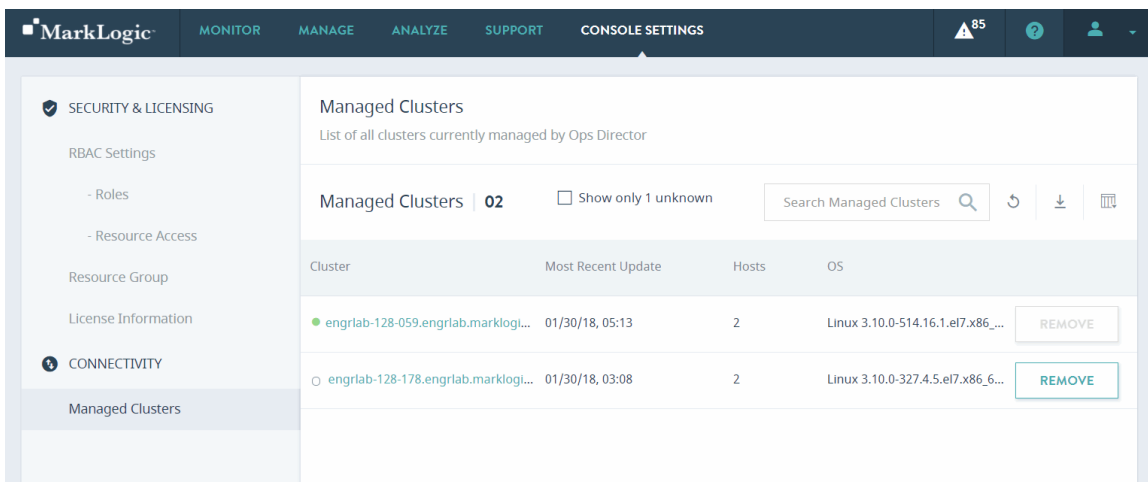 MarkLogic MONITOR MANAGE ANALYZE SUPPORT CONSOLE SETTINGS 85 ?
SECURITY & LICENSING
RBAC Settings
- Roles
- Resource Access
Resource Group
License Information
CONNECTIVITY
Managed Clusters
Managed Clusters
List of all clusters currently managed by Ops Director
Managed Clusters | 02 Show only 1 unknown Search Managed Clusters
Cluster Most Recent Update Hosts OS
engrlab-128-059.engrlab.marklogi... 01/30/18, 05:13 2 Linux 3.10.0-514.16.1.el7.x86_... REMOVE
engrlab-128-178.engrlab.marklogi... 01/30/18, 03:08 2 Linux 3.10.0-327.4.5.el7.x86_6... REMOVE